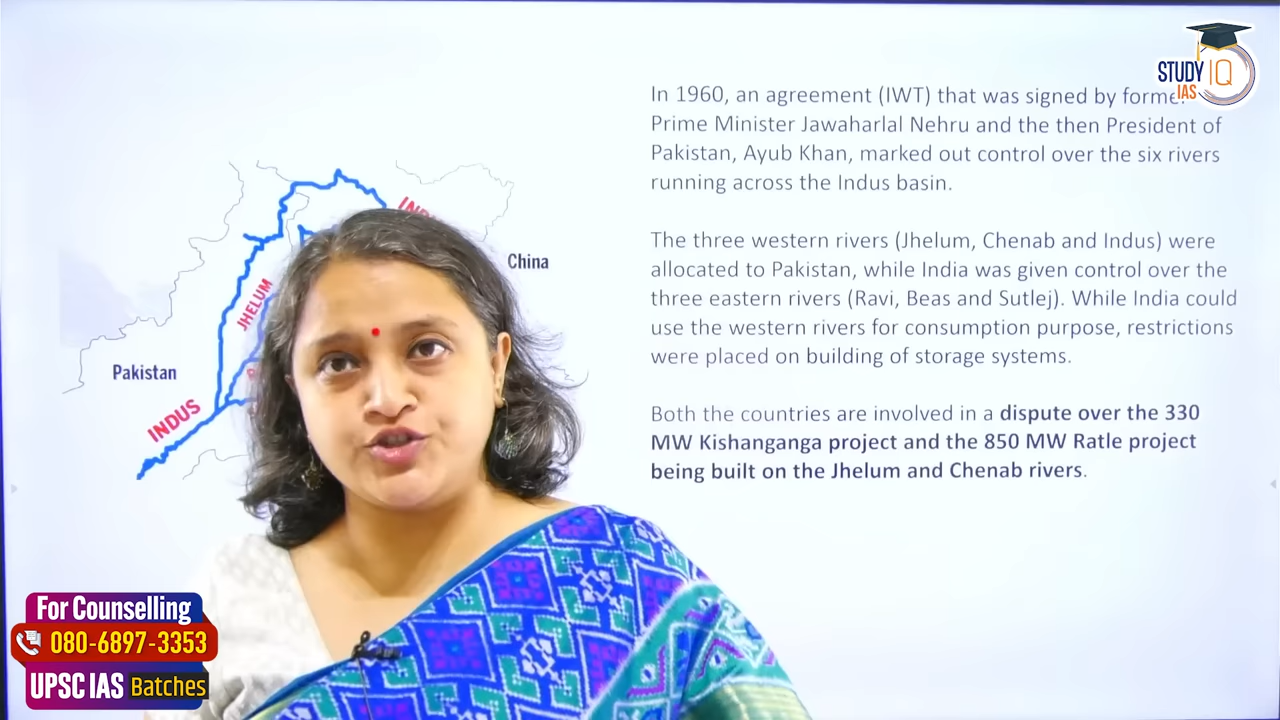 STUDY IQ
IAS
In 1960, an agreement (IWT) that was signed by former
Prime Minister Jawaharlal Nehru and the then President of
Pakistan, Ayub Khan, marked out control over the six rivers
running across the Indus basin.
The three western rivers (Jhelum, Chenab and Indus) were
allocated to Pakistan, while India was given control over the
three eastern rivers (Ravi, Beas and Sutlej). While India could
use the western rivers for consumption purpose, restrictions
were placed on building of storage systems.
Both the countries are involved in a dispute over the 330
MW Kishanganga project and the 850 MW Ratle project
being built on the Jhelum and Chenab rivers.
China
JHELUM
Pakistan
INDUS
For Counselling
080-6897-3353
UPSC IAS Batches